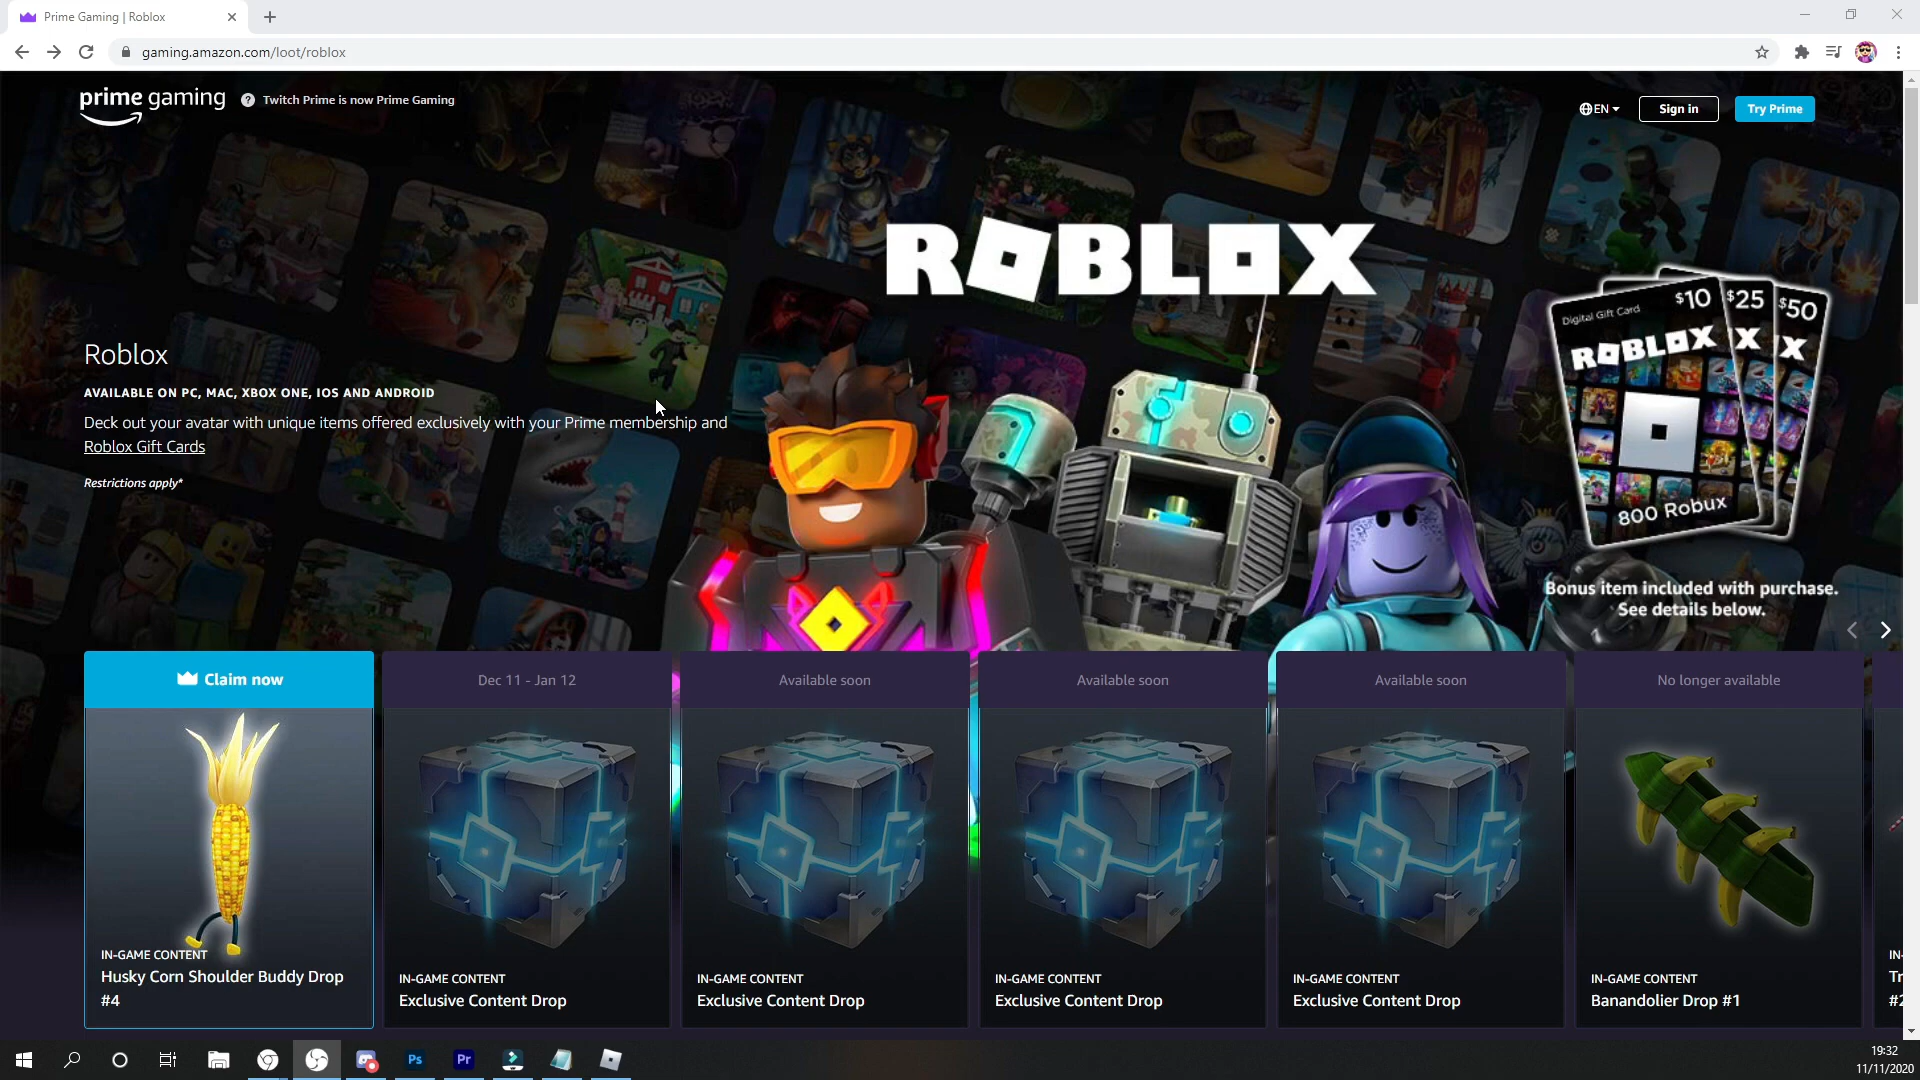 Prime Gaming | Roblox
gaming.amazon.com/loot/roblox
prime gaming
? Twitch Prime is now Prime Gaming
EN
Sign in
Try Prime
ROBLOX
Digital Gift Card
$10
$25
$50
ROBLOX
X
X
800 Robux
Roblox
AVAILABLE ON PC, MAC, XBOX ONE, IOS AND ANDROID
Deck out your avatar with unique items offered exclusively with your Prime membership and
Roblox Gift Cards
Restrictions apply*
Bonus item included with purchase.
See details below.
Claim now
Dec 11 - Jan 12
Available soon
Available soon
Available soon
No longer available
IN-GAME CONTENT
Husky Corn Shoulder Buddy Drop
#4
IN-GAME CONTENT
Exclusive Content Drop
IN-GAME CONTENT
Exclusive Content Drop
IN-GAME CONTENT
Exclusive Content Drop
IN-GAME CONTENT
Exclusive Content Drop
IN-GAME CONTENT
Banandolier Drop #1
IN-
Tr
Ps
Pr
19:32
11/11/2020